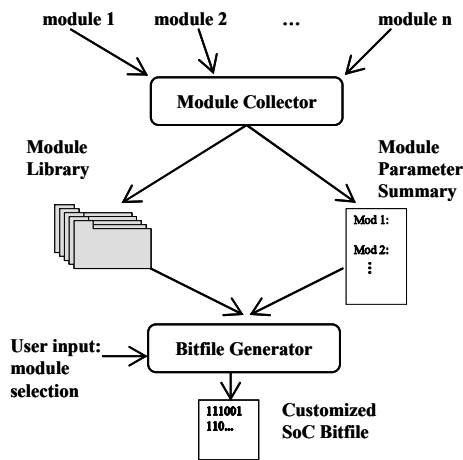 module 1 module 2 ... module n
Module Collector
Module
Library
Module
Parameter
Summary
Mod 1:
Mod 2:
⋮
User input:
module
selection
Bitfile Generator
111001
110...
Customized
SoC Bitfile